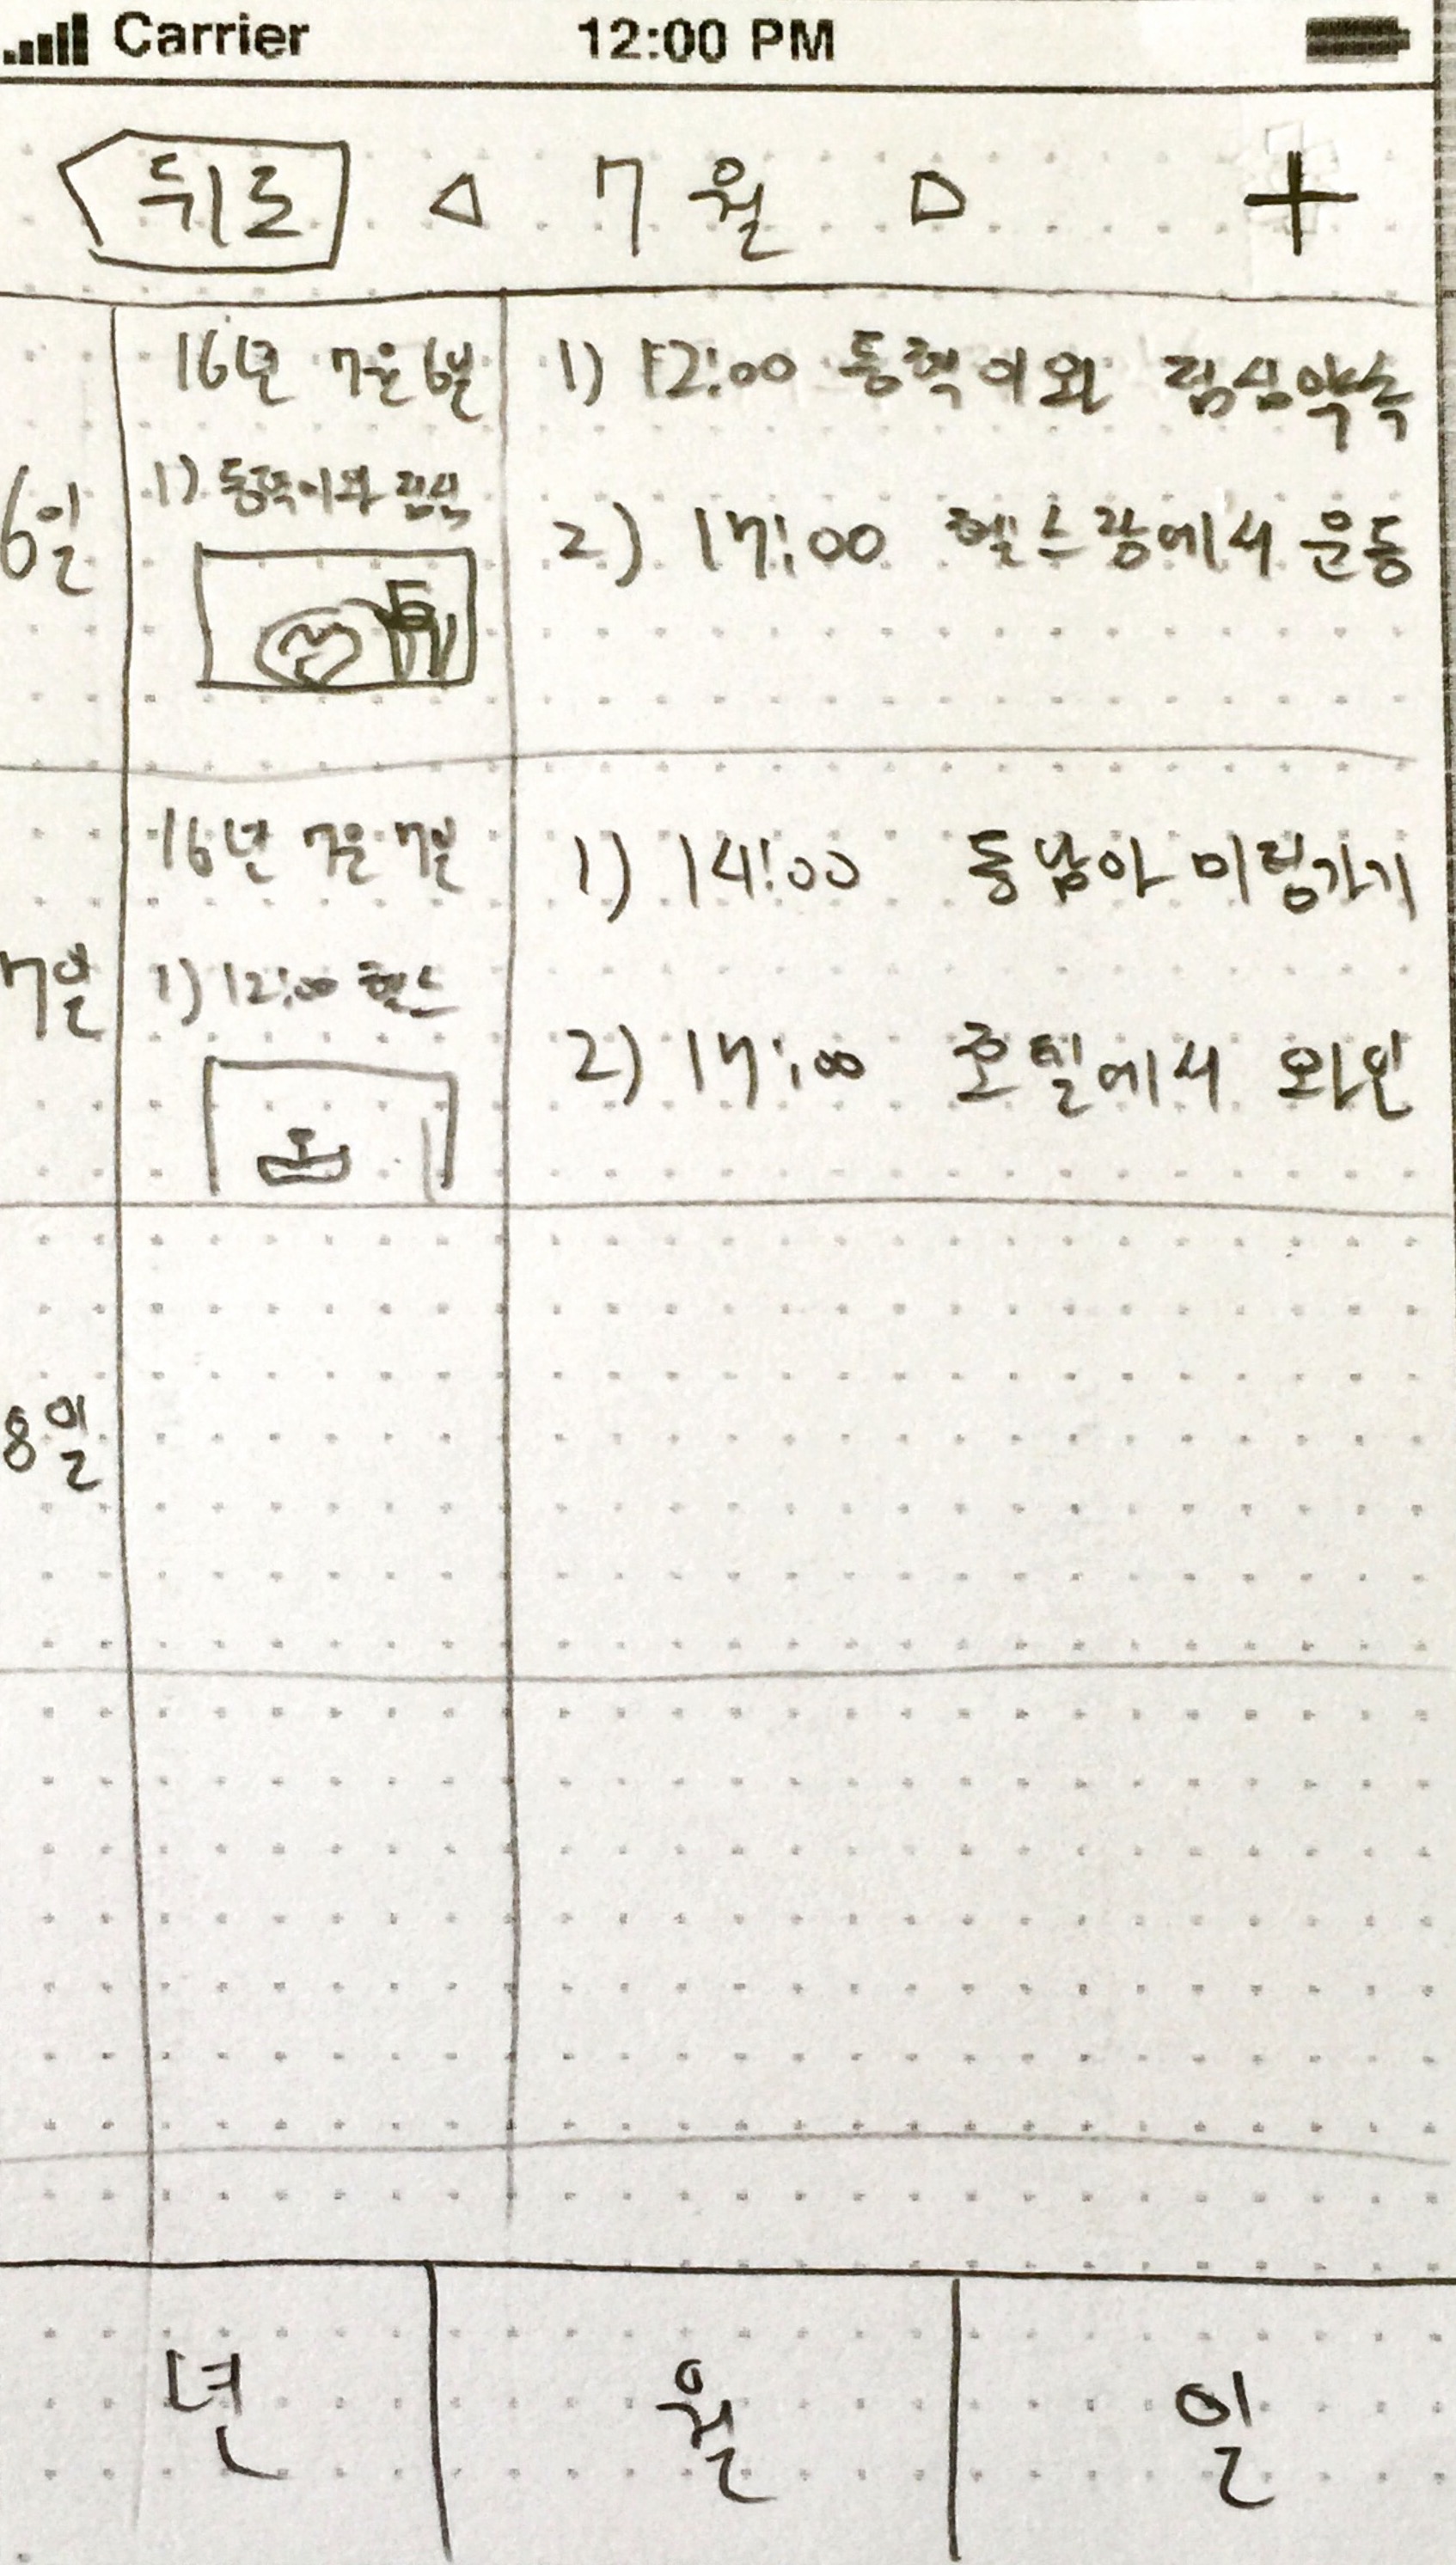 Carrier 12:00 PM
뒤로 7월 +
6일
16년 7월 6일
1) 동혁이와 점심
1) 12:00 동혁이와 점심약속
2) 17:00 헬스장에서 운동
7일
16년 7월 7일
1) 12:00 헬스
1) 14:00 동남아 미팅가기
2) 17:00 호텔에서 와인
8일
년 월 일